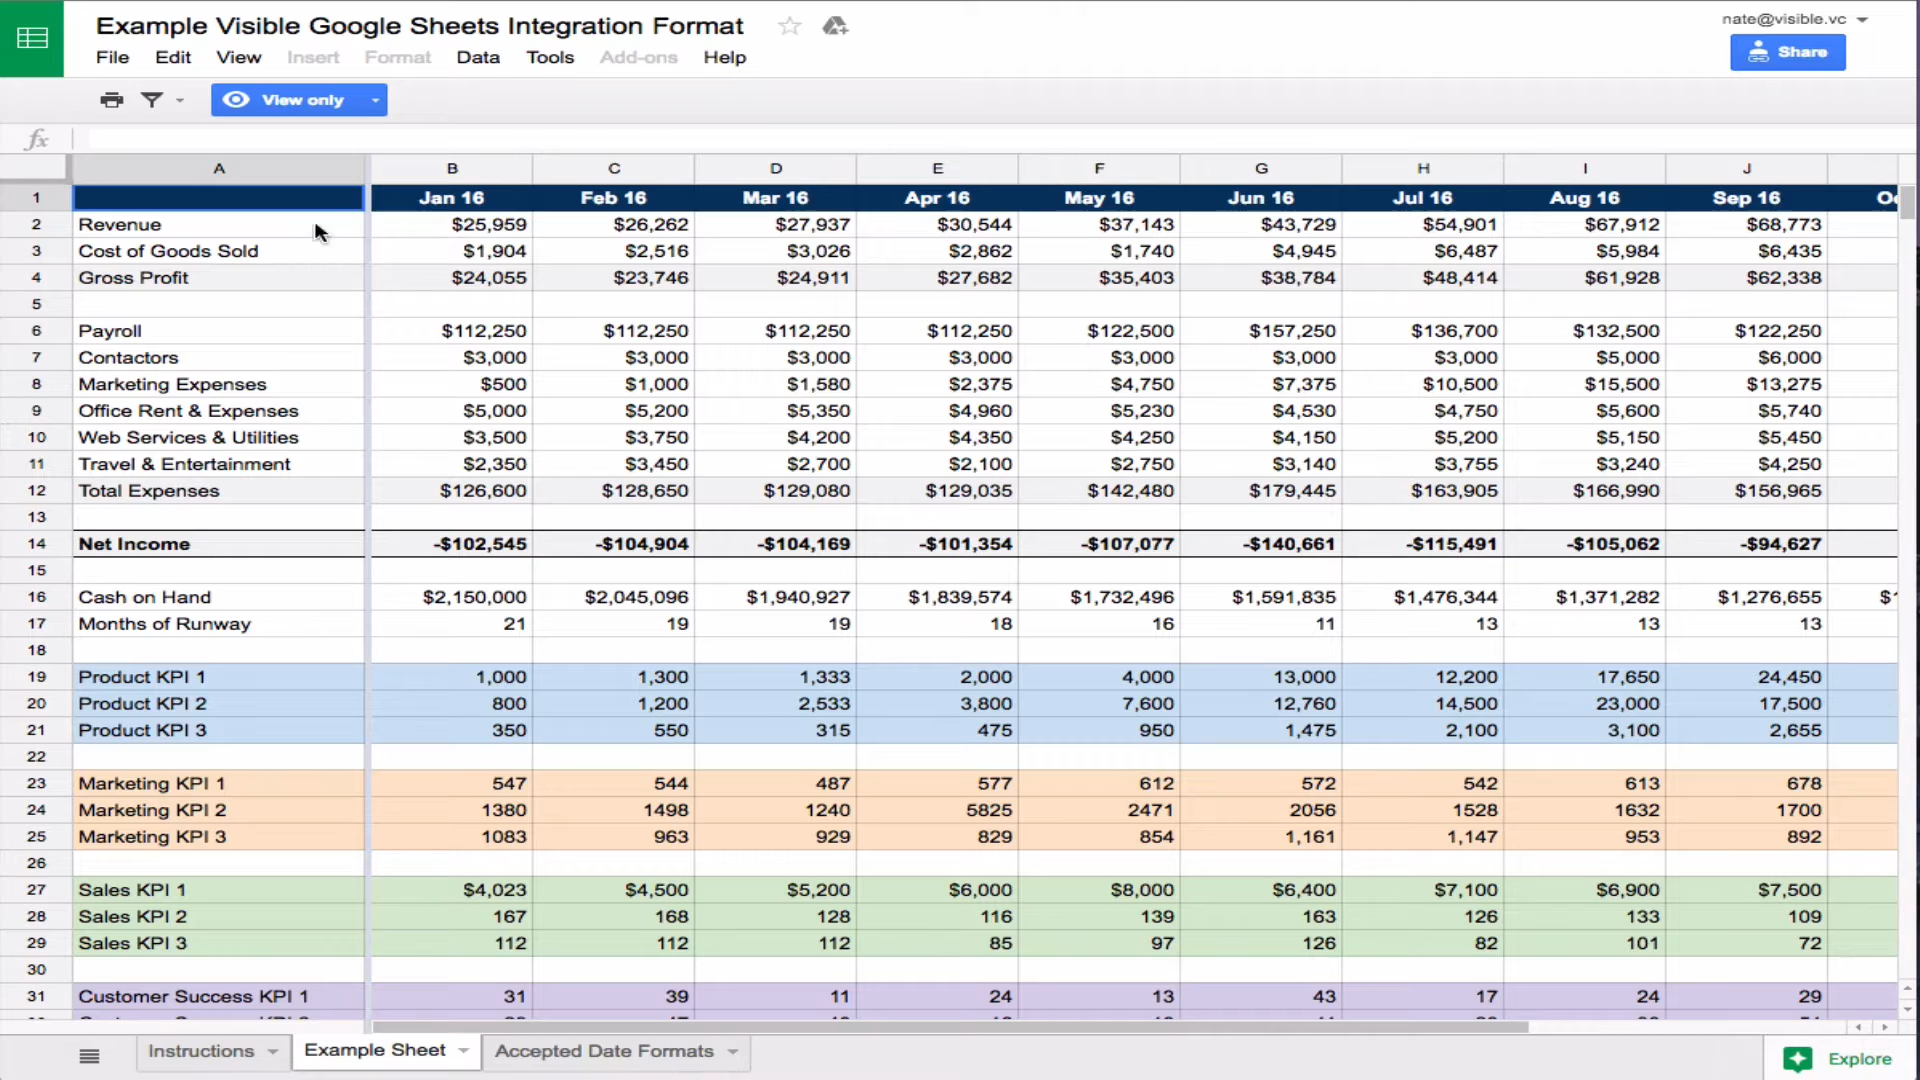 Example Visible Google Sheets Integration Format
nate@visible.vc
File Edit View Insert Format Data Tools Add-ons Help
Share
View only
fx
A B C D E F G H I J
1 Jan 16 Feb 16 Mar 16 Apr 16 May 16 Jun 16 Jul 16 Aug 16 Sep 16
2 Revenue $25,959 $26,262 $27,937 $30,544 $37,143 $43,729 $54,901 $67,912 $68,773
3 Cost of Goods Sold $1,904 $2,516 $3,026 $2,862 $1,740 $4,945 $6,487 $5,984 $6,435
4 Gross Profit $24,055 $23,746 $24,911 $27,682 $35,403 $38,784 $48,414 $61,928 $62,338
5
6 Payroll $112,250 $112,250 $112,250 $112,250 $122,500 $157,250 $136,700 $132,500 $122,250
7 Contactors $3,000 $3,000 $3,000 $3,000 $3,000 $3,000 $3,000 $5,000 $6,000
8 Marketing Expenses $500 $1,000 $1,580 $2,375 $4,750 $7,375 $10,500 $15,500 $13,275
9 Office Rent & Expenses $5,000 $5,200 $5,350 $4,960 $5,230 $4,530 $4,750 $5,600 $5,740
10 Web Services & Utilities $3,500 $3,750 $4,200 $4,350 $4,250 $4,150 $5,200 $5,150 $5,450
11 Travel & Entertainment $2,350 $3,450 $2,700 $2,100 $2,750 $3,140 $3,755 $3,240 $4,250
12 Total Expenses $126,600 $128,650 $129,080 $129,035 $142,480 $179,445 $163,905 $166,990 $156,965
13
14 Net Income -$102,545 -$104,904 -$104,169 -$101,354 -$107,077 -$140,661 -$115,491 -$105,062 -$94,627
15
16 Cash on Hand $2,150,000 $2,045,096 $1,940,927 $1,839,574 $1,732,496 $1,591,835 $1,476,344 $1,371,282 $1,276,655
17 Months of Runway 21 19 19 18 16 11 13 13 13
18
19 Product KPI 1 1,000 1,300 1,333 2,000 4,000 13,000 12,200 17,650 24,450
20 Product KPI 2 800 1,200 2,533 3,800 7,600 12,760 14,500 23,000 17,500
21 Product KPI 3 350 550 315 475 950 1,475 2,100 3,100 2,655
22
23 Marketing KPI 1 547 544 487 577 612 572 542 613 678
24 Marketing KPI 2 1380 1498 1240 5825 2471 2056 1528 1632 1700
25 Marketing KPI 3 1083 963 929 829 854 1,161 1,147 953 892
26
27 Sales KPI 1 $4,023 $4,500 $5,200 $6,000 $8,000 $6,400 $7,100 $6,900 $7,500
28 Sales KPI 2 167 168 128 116 139 163 126 133 109
29 Sales KPI 3 112 112 112 85 97 126 82 101 72
30
31 Customer Success KPI 1 31 39 11 24 13 43 17 24 29
Instructions Example Sheet Accepted Date Formats
Explore